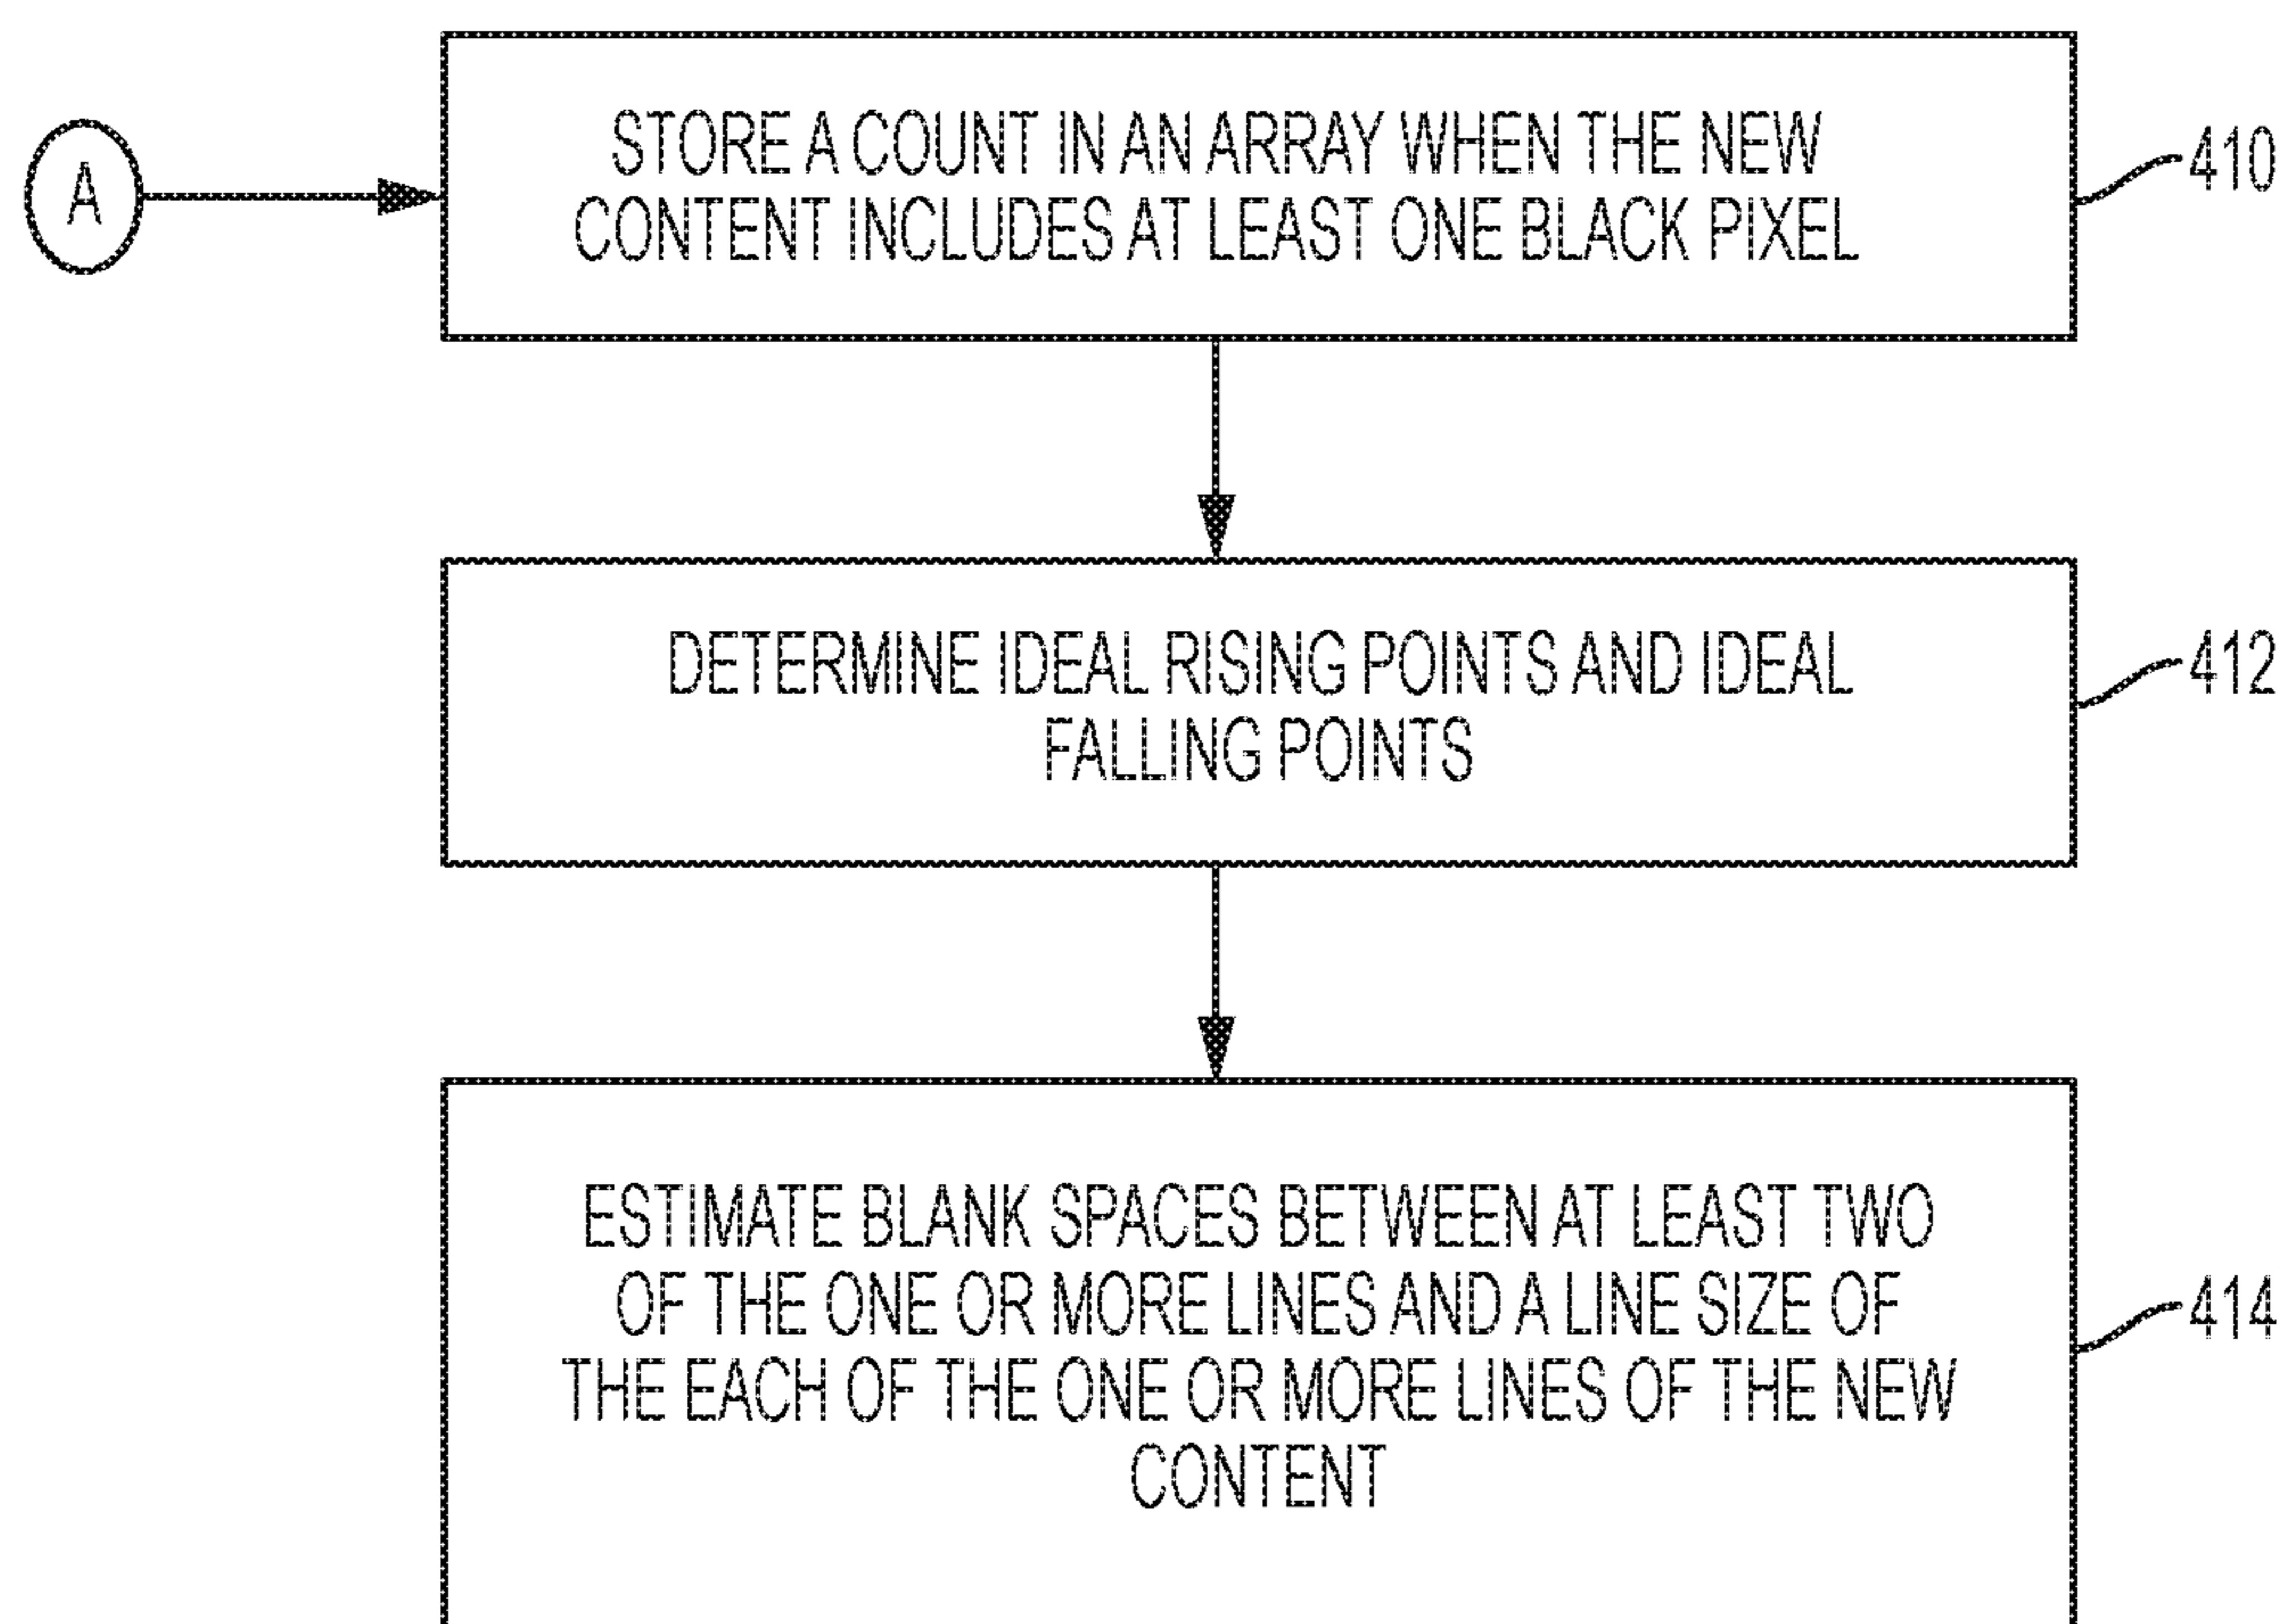 A
STORE A COUNT IN AN ARRAY WHEN THE NEW
CONTENT INCLUDES AT LEAST ONE BLACK PIXEL
410
DETERMINE IDEAL RISING POINTS AND IDEAL
FALLING POINTS
412
ESTIMATE BLANK SPACES BETWEEN AT LEAST TWO
OF THE ONE OR MORE LINES AND A LINE SIZE OF
THE EACH OF THE ONE OR MORE LINES OF THE NEW
CONTENT
414